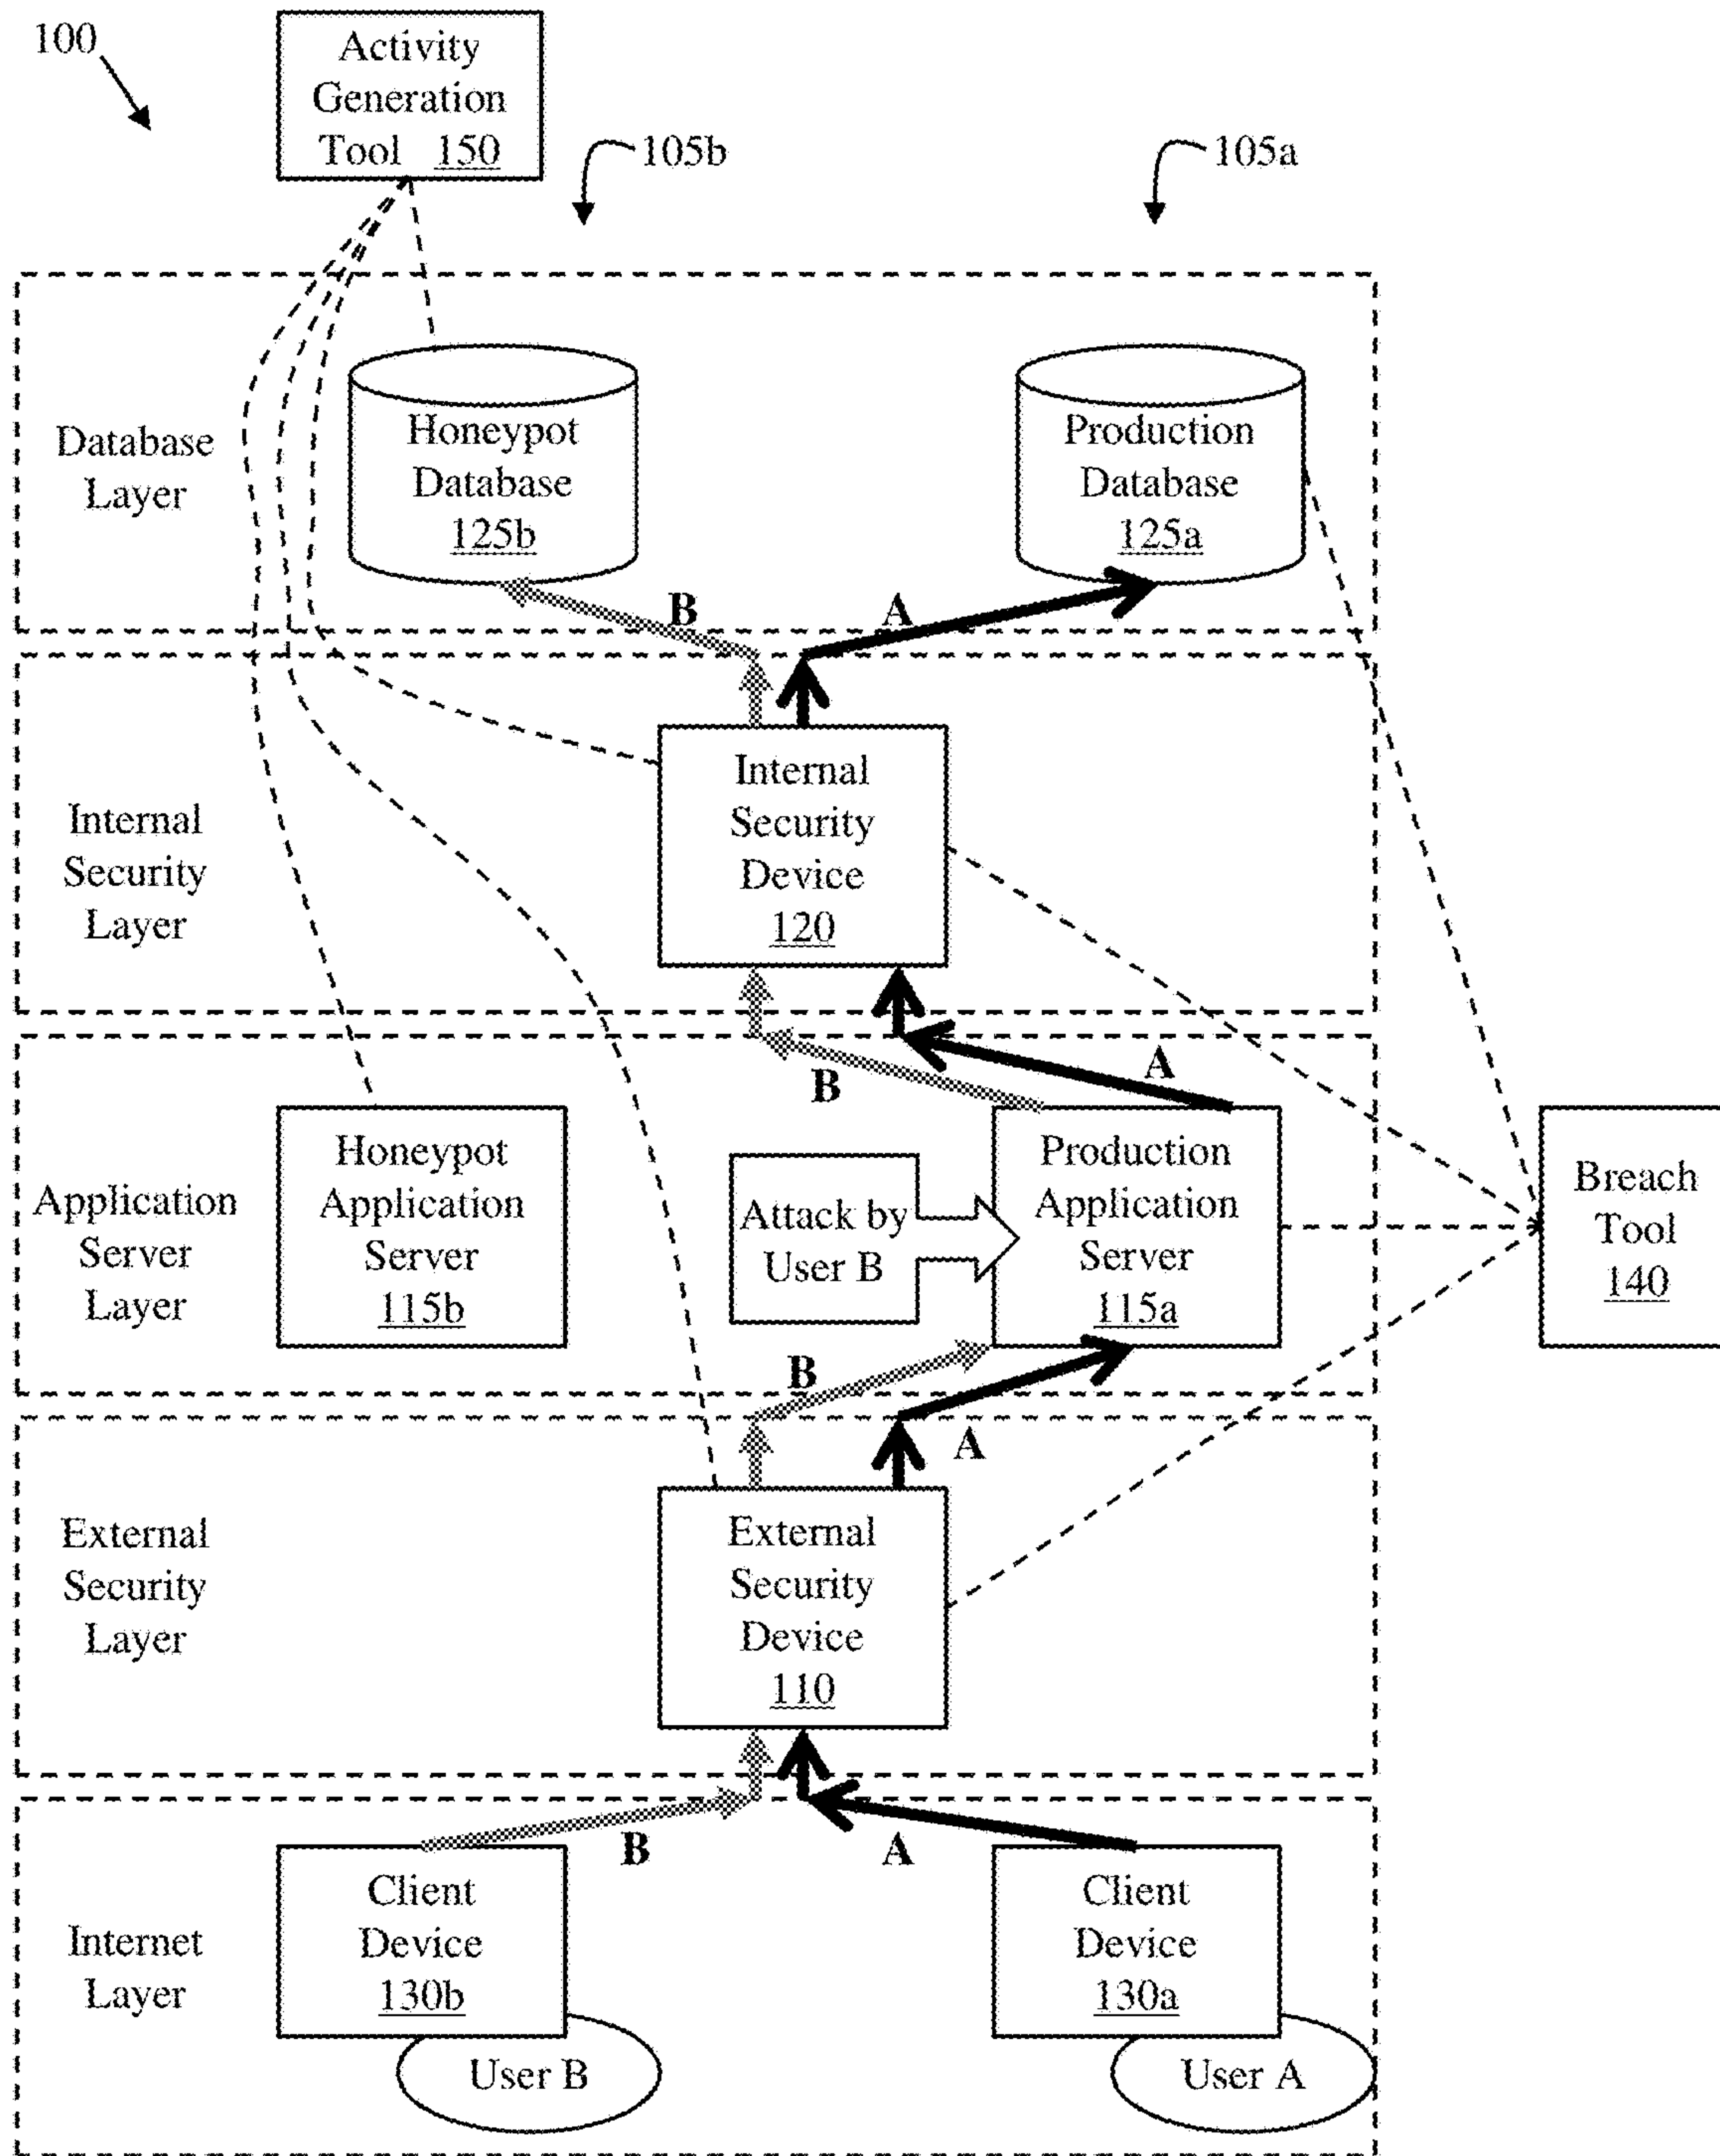 100
Activity
Generation
Tool 150
105b
105a
Database
Layer
Honeypot
Database
125b
Production
Database
125a
B
A
Internal
Security
Layer
Internal
Security
Device
120
A
B
Application
Server
Layer
Honeypot
Application
Server
115b
Attack by
User B
Production
Application
Server
115a
Breach
Tool
140
B
A
External
Security
Layer
External
Security
Device
110
B
A
Internet
Layer
Client
Device
130b
User B
Client
Device
130a
User A